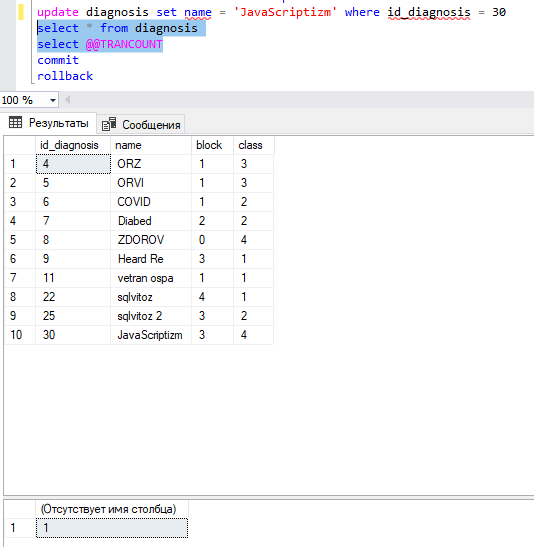 update diagnosis set name = 'JavaScriptizm' where id_diagnosis = 30
select * from diagnosis
select @@TRANCOUNT
commit
rollback
100 %
Результаты Сообщения
id_diagnosis name block class
1 4 ORZ 1 3
2 5 ORVI 1 3
3 6 COVID 1 2
4 7 Diabed 2 2
5 8 ZDOROV 0 4
6 9 Heard Re 3 1
7 11 vetran ospa 1 1
8 22 sqlvitoz 4 1
9 25 sqlvitoz 2 3 2
10 30 JavaScriptizm 3 4
(Отсутствует имя столбца)
1 1